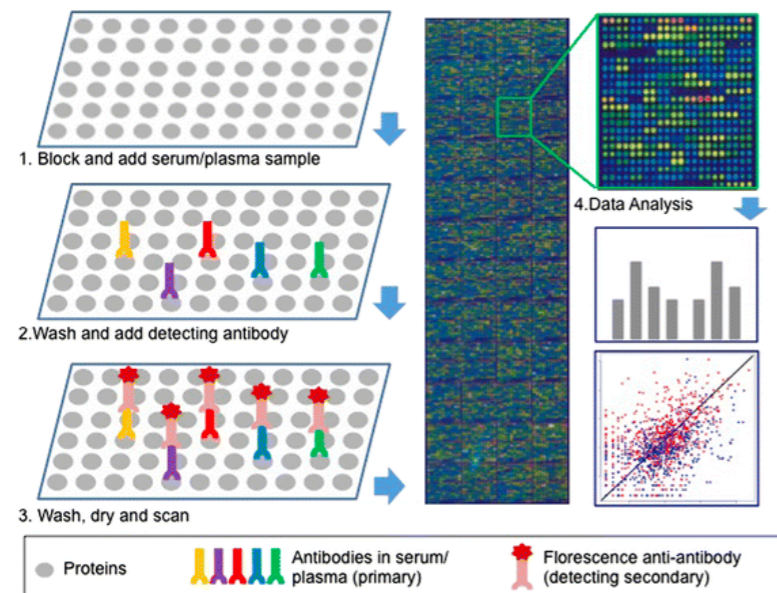 1. Block and add serum/plasma sample
2.Wash and add detecting antibody
3. Wash, dry and scan
4.Data Analysis
Proteins
Antibodies in serum/
plasma (primary)
Florescence anti-antibody
(detecting secondary)